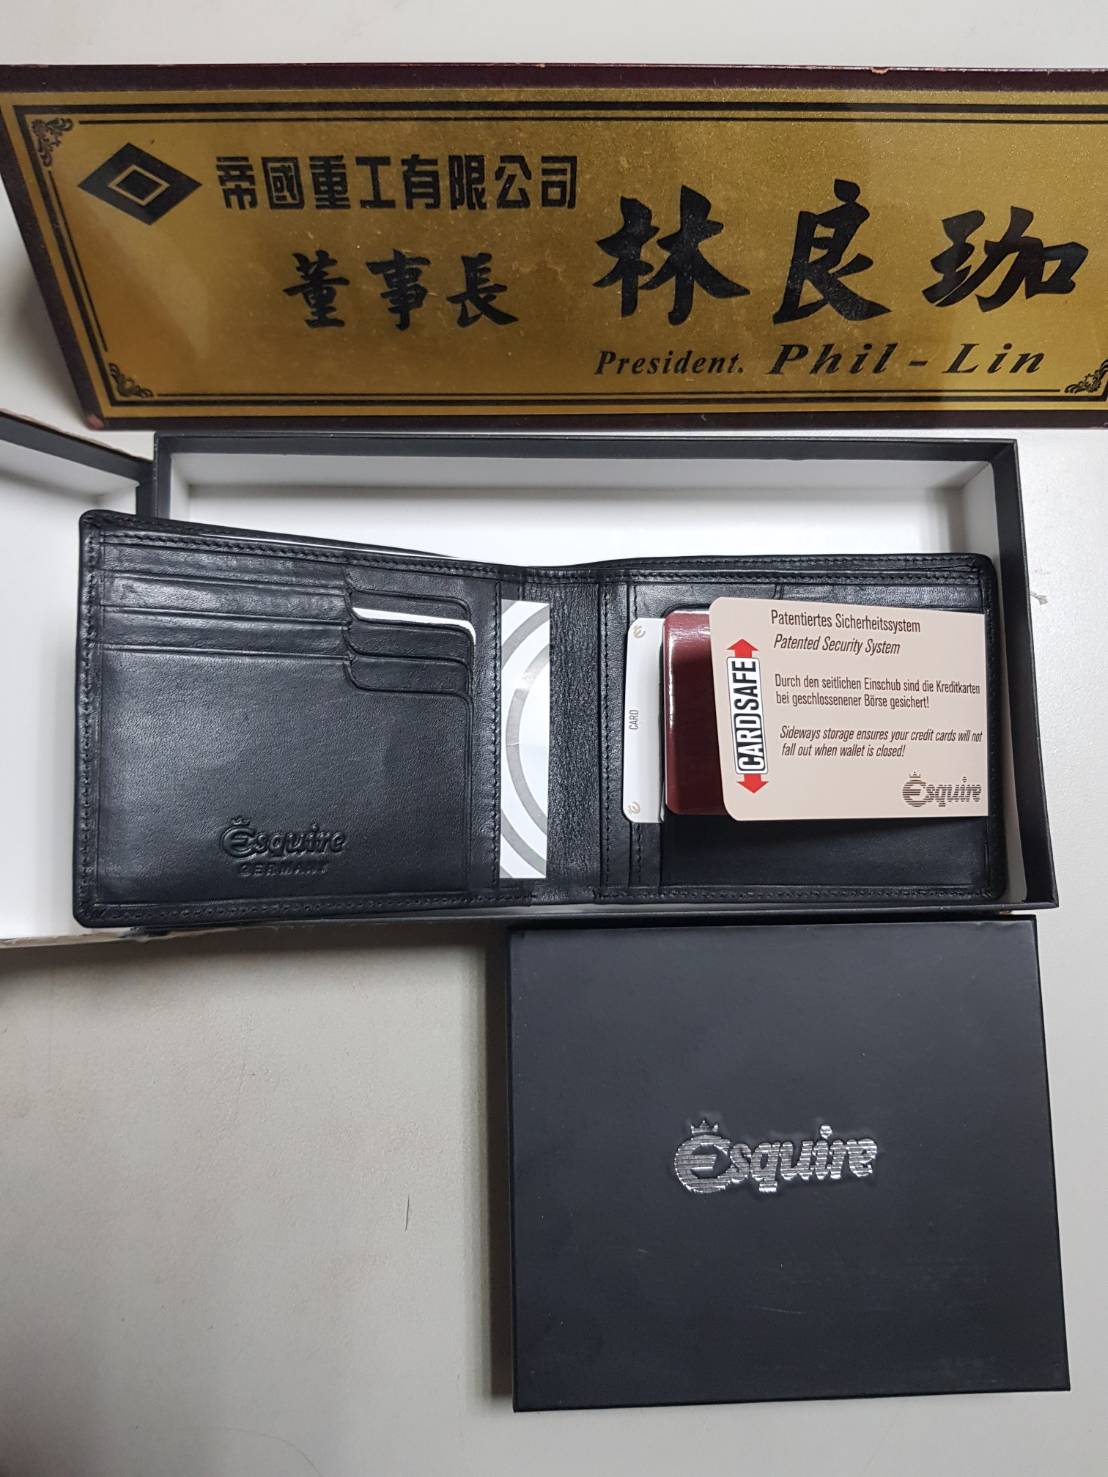 帝國重工有限公司
董事長 林良珈
President. Phil-Lin
Patentiertes Sicherheitssystem
Patented Security System
Durch den seitlichen Einschub sind die Kreditkarten
bei geschlossenener Börse gesichert!
Sideways storage ensures your credit cards will not
fall out when wallet is closed!
Esquire
CARD SAFE
CARD
Esquire
GERMANY
Esquire